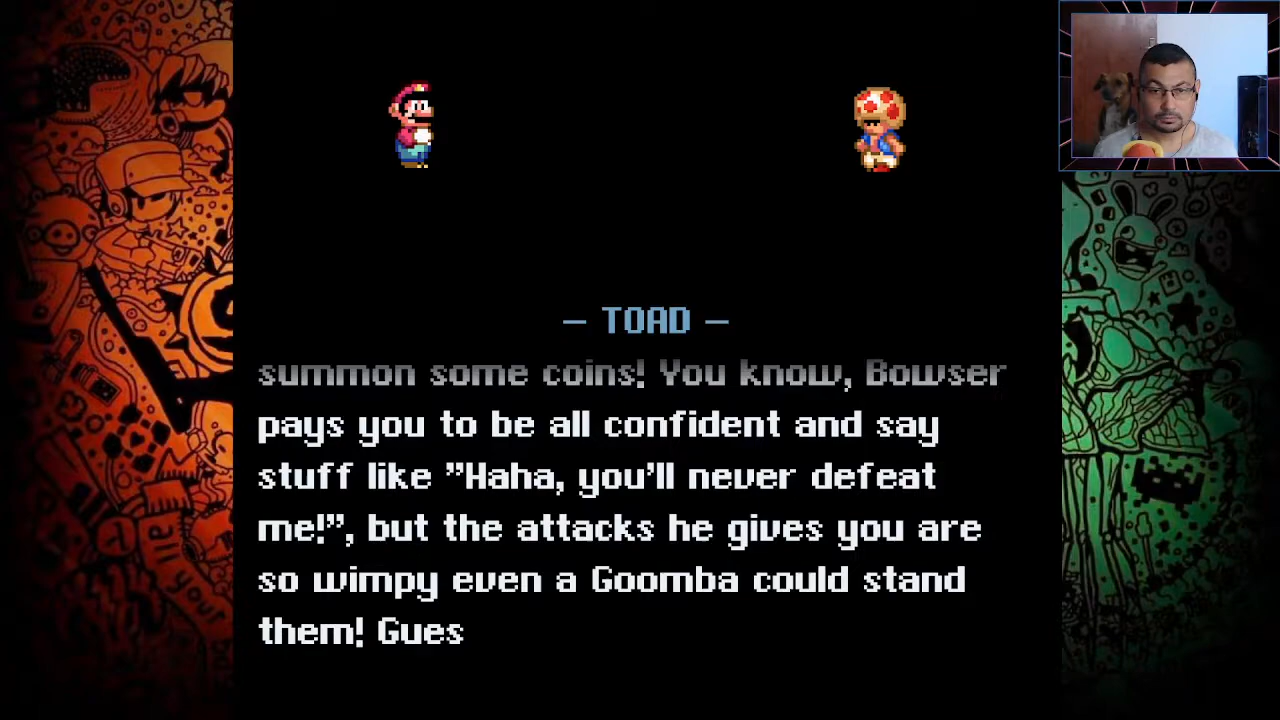 – TOAD –
summon some coins! You know, Bowser
pays you to be all confident and say
stuff like "Haha, you'll never defeat
me!", but the attacks he gives you are
so wimpy even a Goomba could stand
them! Gues